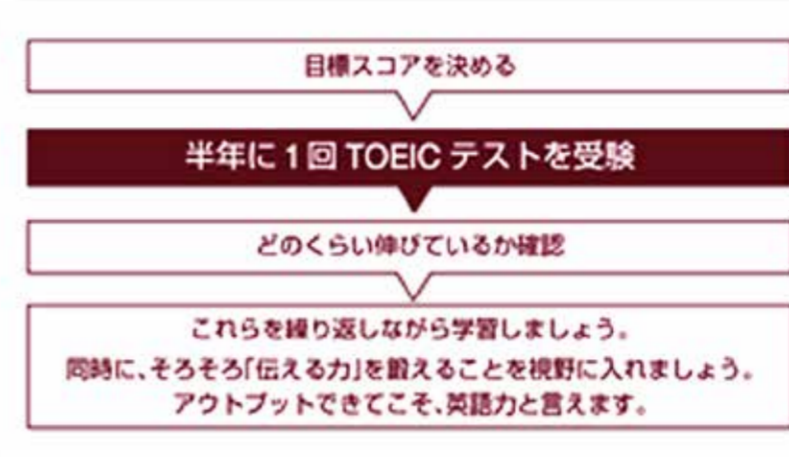 目標スコアを決める
半年に1回 TOEIC テストを受験
どのくらい伸びているか確認
これらを繰り返しながら学習しましょう。
同時に、そろそろ「伝える力」を鍛えることを視野に入れましょう。
アウトプットできてこそ、英語力と言えます。